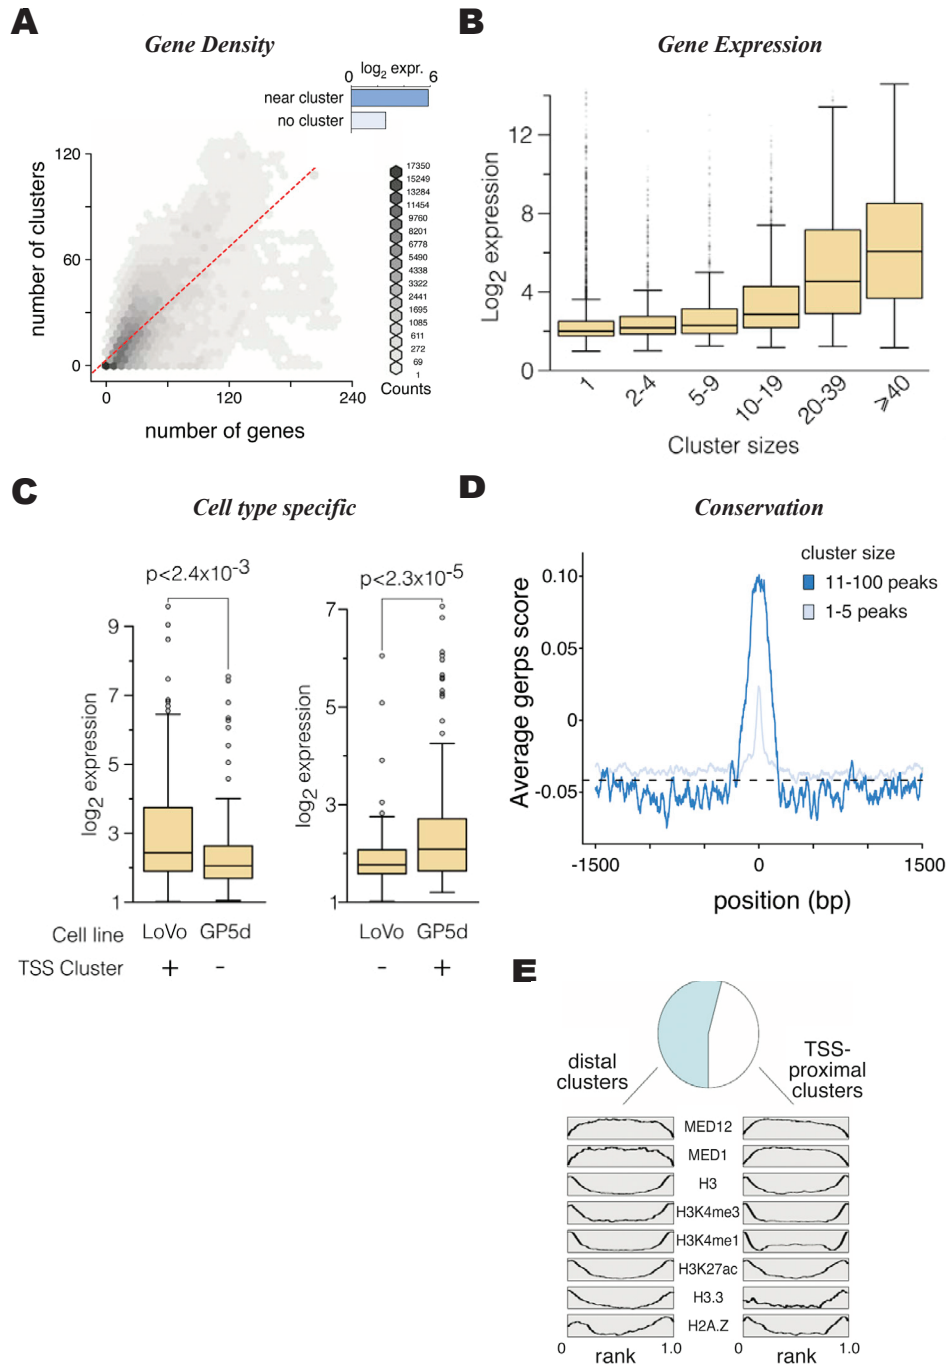 A
Gene Density
0 log2 expr. 6
near cluster
no cluster
number of clusters
120
60
0
0 120 240
number of genes
17350
15249
13284
11454
9760
8201
6778
5490
4338
3322
2441
1695
1085
611
272
69
1
Counts
B
Gene Expression
Log2 expression
12
8
4
2
0
1 2-4 5-9 10-19 20-39 ⩾40
Cluster sizes
C
Cell type specific
p<2.4x10-3
log2 expression
9
7
5
3
1
p<2.3x10-5
log2 expression
7
5
3
1
Cell line LoVo GP5d LoVo GP5d
TSS Cluster + - - +
D
Conservation
cluster size
11-100 peaks
1-5 peaks
Average gerps score
0.10
0.05
0
-0.05
-1500 0 1500
position (bp)
E
distal
clusters
TSS-
proximal
clusters
MED12
MED1
H3
H3K4me3
H3K4me1
H3K27ac
H3.3
H2A.Z
0 rank 1.0
0 rank 1.0